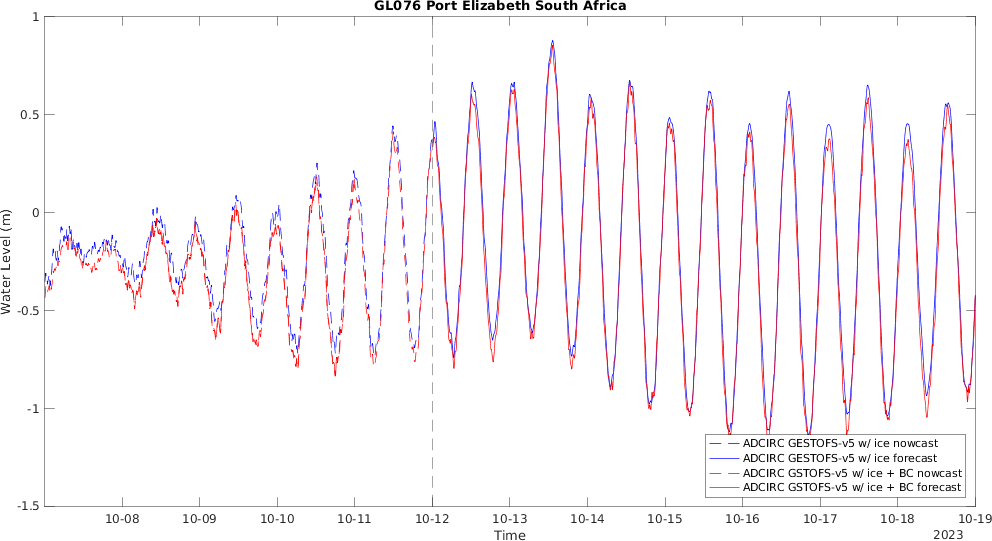 GL076 Port Elizabeth South Africa
1
0.5
0
-0.5
-1
-1.5
Water Level (m)
ADCIRC GESTOFS-v5 w/ ice nowcast
ADCIRC GESTOFS-v5 w/ ice forecast
ADCIRC GSTOFS-v5 w/ ice + BC nowcast
ADCIRC GSTOFS-v5 w/ ice + BC forecast
10-08 10-09 10-10 10-11 10-12 10-13 10-14 10-15 10-16 10-17 10-18 10-19
Time
2023